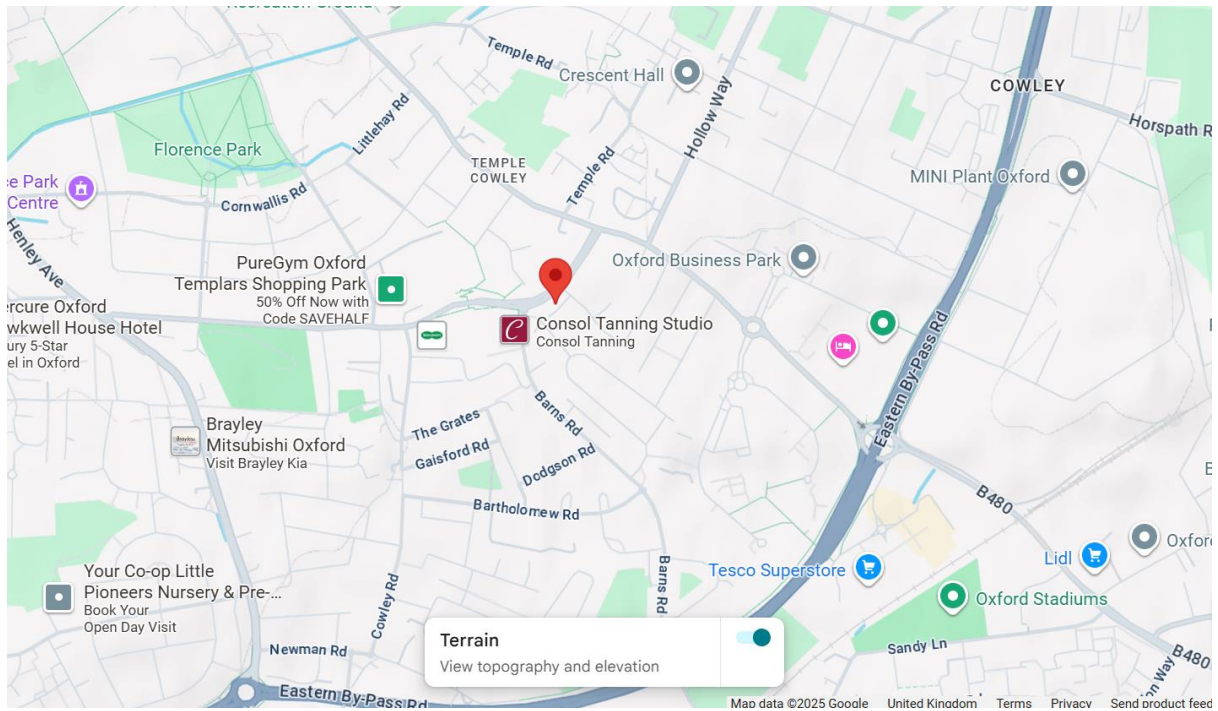 Recreation Ground
Temple Rd
Crescent Hall
COWLEY
Hollow Way
Horspath R
Littlehay Rd
Florence Park
TEMPLE
COWLEY
Temple Rd
MINI Plant Oxford
ce Park
Centre
Cornwallis Rd
Henley Ave
PureGym Oxford
Templars Shopping Park
50% Off Now with
Code SAVEHALF
Oxford Business Park
ercure Oxford
wkwell House Hotel
ury 5-Star
el in Oxford
C
Consol Tanning Studio
Consol Tanning
Eastern By-Pass Rd
Brayley
Mitsubishi Oxford
Visit Brayley Kia
The Grates
Gaisford Rd
Barns Rd
Dodgson Rd
Bartholomew Rd
B480
Oxfor
Lidl
Tesco Superstore
Barns Rd
Your Co-op Little
Pioneers Nursery & Pre-...
Book Your
Open Day Visit
Cowley Rd
Oxford Stadiums
Newman Rd
Terrain
View topography and elevation
Sandy Ln
B480
on Way
Eastern By-Pass Rd
Map data ©2025 Google United Kingdom Terms Privacy Send product feed